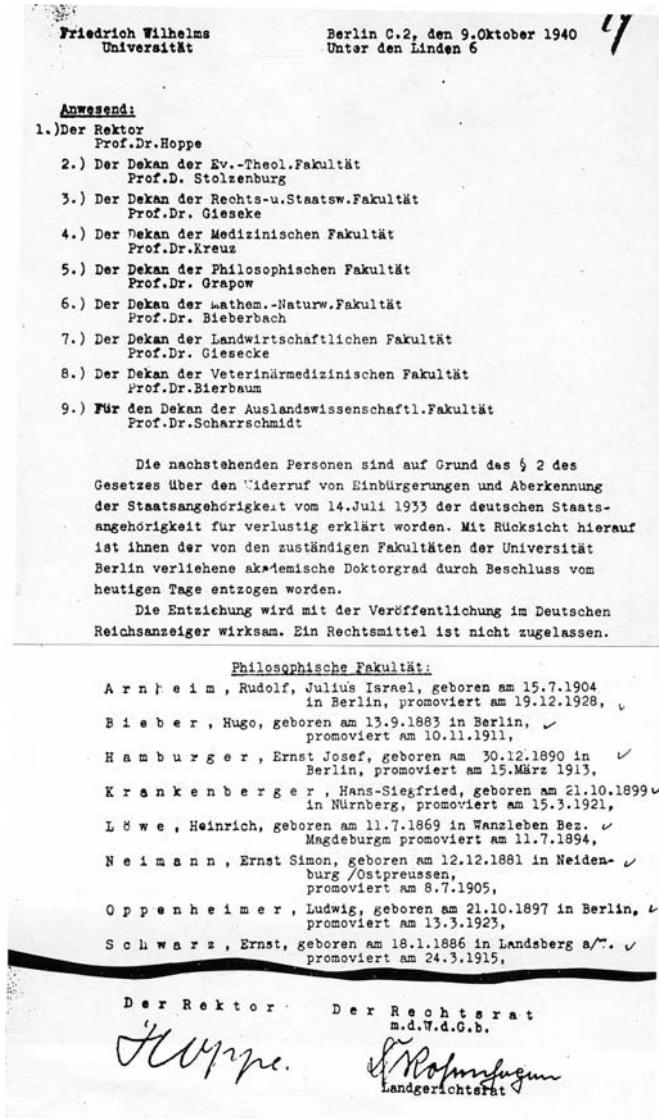 Friedrich Wilhelms
Universität
Berlin C.2, den 9.Oktober 1940
Unter den Linden 6
Anwesend:
1.)Der Rektor
Prof.Dr.Hoppe
2.) Der Dekan der Ev.-Theol.Fakultät
Prof.D. Stolzenburg
3.) Der Dekan der Rechts-u.Staatsw.Fakultät
Prof.Dr. Gieseke
4.) Der Dekan der Medizinischen Fakultät
Prof.Dr.Kreuz
5.) Der Dekan der Philosophischen Fakultät
Prof.Dr. Grapow
6.) Der Dekan der Mathem.-Naturw.Fakultät
Prof.Dr. Bieberbach
7.) Der Dekan der Landwirtschaftlichen Fakultät
Prof.Dr. Giesecke
8.) Der Dekan der Veterinärmedizinischen Fakultät
Prof.Dr.Bierbaum
9.) Für den Dekan der Auslandswissenschaftl.Fakultät
Prof.Dr.Scharrschmidt
Die nachstehenden Personen sind auf Grund des § 2 des
Gesetzes über den Widerruf von Einbürgerungen und Aberkennung
der Staatsangehörigkeit vom 14.Juli 1933 der deutschen Staats-
angehörigkeit für verlustig erklärt worden. Mit Rücksicht hierauf
ist ihnen der von den zuständigen Fakultäten der Universität
Berlin verliehene akademische Doktorgrad durch Beschluss vom
heutigen Tage entzogen worden.
Die Entziehung wird mit der Veröffentlichung im Deutschen
Reichsanzeiger wirksam. Ein Rechtsmittel ist nicht zugelassen.
Philosophische Fakultät:
A r n h e i m , Rudolf, Julius Israel, geboren am 15.7.1904
in Berlin, promoviert am 19.12.1928,
B i e b e r , Hugo, geboren am 13.9.1883 in Berlin,
promoviert am 10.11.1911,
H a m b u r g e r , Ernst Josef, geboren am 30.12.1890 in
Berlin, promoviert am 15.März 1913,
K r a n k e n b e r g e r , Hans-Siegfried, geboren am 21.10.1899
in Nürnberg, promoviert am 15.3.1921,
L ö w e , Heinrich, geboren am 11.7.1869 in Wanzleben Bez.
Magdeburgm promoviert am 11.7.1894,
N e i m a n n , Ernst Simon, geboren am 12.12.1881 in Neiden-
burg /Ostpreussen,
promoviert am 8.7.1905,
O p p e n h e i m e r , Ludwig, geboren am 21.10.1897 in Berlin,
promoviert am 13.3.1923,
S c h w a r z , Ernst, geboren am 18.1.1886 in Landsberg
promoviert am 24.3.1915,
D e r R e k t o r
Hoppe.
D e r R e c h t s r a t
m.d.W.d.G.b.
Landgerichtsrat